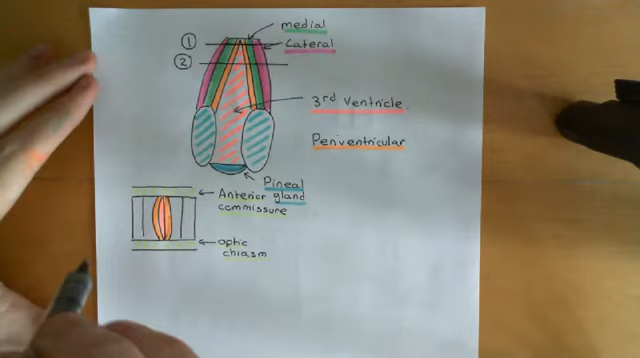 medial
① Lateral
②
3rd Ventricle
Periventricular
Pineal
gland
Anterior
commissure
optic
chiasm